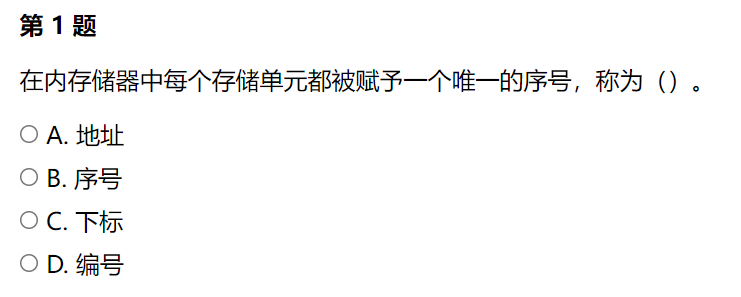 第 1 题
在内存储器中每个存储单元都被赋予一个唯一的序号，称为（）。
A. 地址
B. 序号
C. 下标
D. 编号